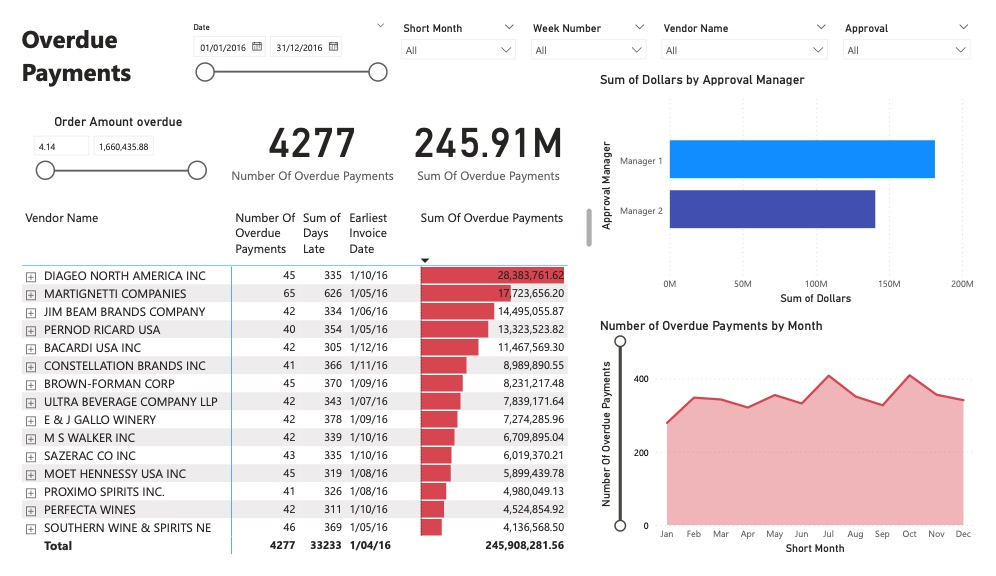 Overdue
Payments
Date
01/01/2016 31/12/2016
Short Month
All
Week Number
All
Vendor Name
All
Approval
All
Order Amount overdue
4.14 1,660,435.88
4277
Number Of Overdue Payments
245.91M
Sum Of Overdue Payments
Vendor Name Number Of Overdue Payments Sum of Days Late Earliest Invoice Date Sum Of Overdue Payments
DIAGEO NORTH AMERICA INC 45 335 1/10/16 28,383,761.62
MARTIGNETTI COMPANIES 65 626 1/05/16 17,723,656.20
JIM BEAM BRANDS COMPANY 42 334 1/06/16 14,495,055.87
PERNOD RICARD USA 40 354 1/05/16 13,323,523.82
BACARDI USA INC 42 305 1/12/16 11,467,569.30
CONSTELLATION BRANDS INC 41 366 1/11/16 8,989,890.55
BROWN-FORMAN CORP 45 370 1/09/16 8,231,217.48
ULTRA BEVERAGE COMPANY LLP 42 343 1/07/16 7,839,171.64
E & J GALLO WINERY 42 378 1/09/16 7,274,285.96
M S WALKER INC 42 339 1/10/16 6,709,895.04
SAZERAC CO INC 43 335 1/10/16 6,019,370.21
MOET HENNESSY USA INC 45 319 1/08/16 5,899,439.78
PROXIMO SPIRITS INC. 41 326 1/08/16 4,980,049.13
PERFECTA WINES 42 311 1/10/16 4,524,854.92
SOUTHERN WINE & SPIRITS NE 46 369 1/05/16 4,136,568.50
Total 4277 33233 1/04/16 245,908,281.56
Sum of Dollars by Approval Manager
Approval Manager
Manager 1
Manager 2
0M 50M 100M 150M 200M
Sum of Dollars
Number of Overdue Payments by Month
Number Of Overdue Payments
400
200
0
Jan Feb Mar Apr May Jun Jul Aug Sep Oct Nov Dec
Short Month